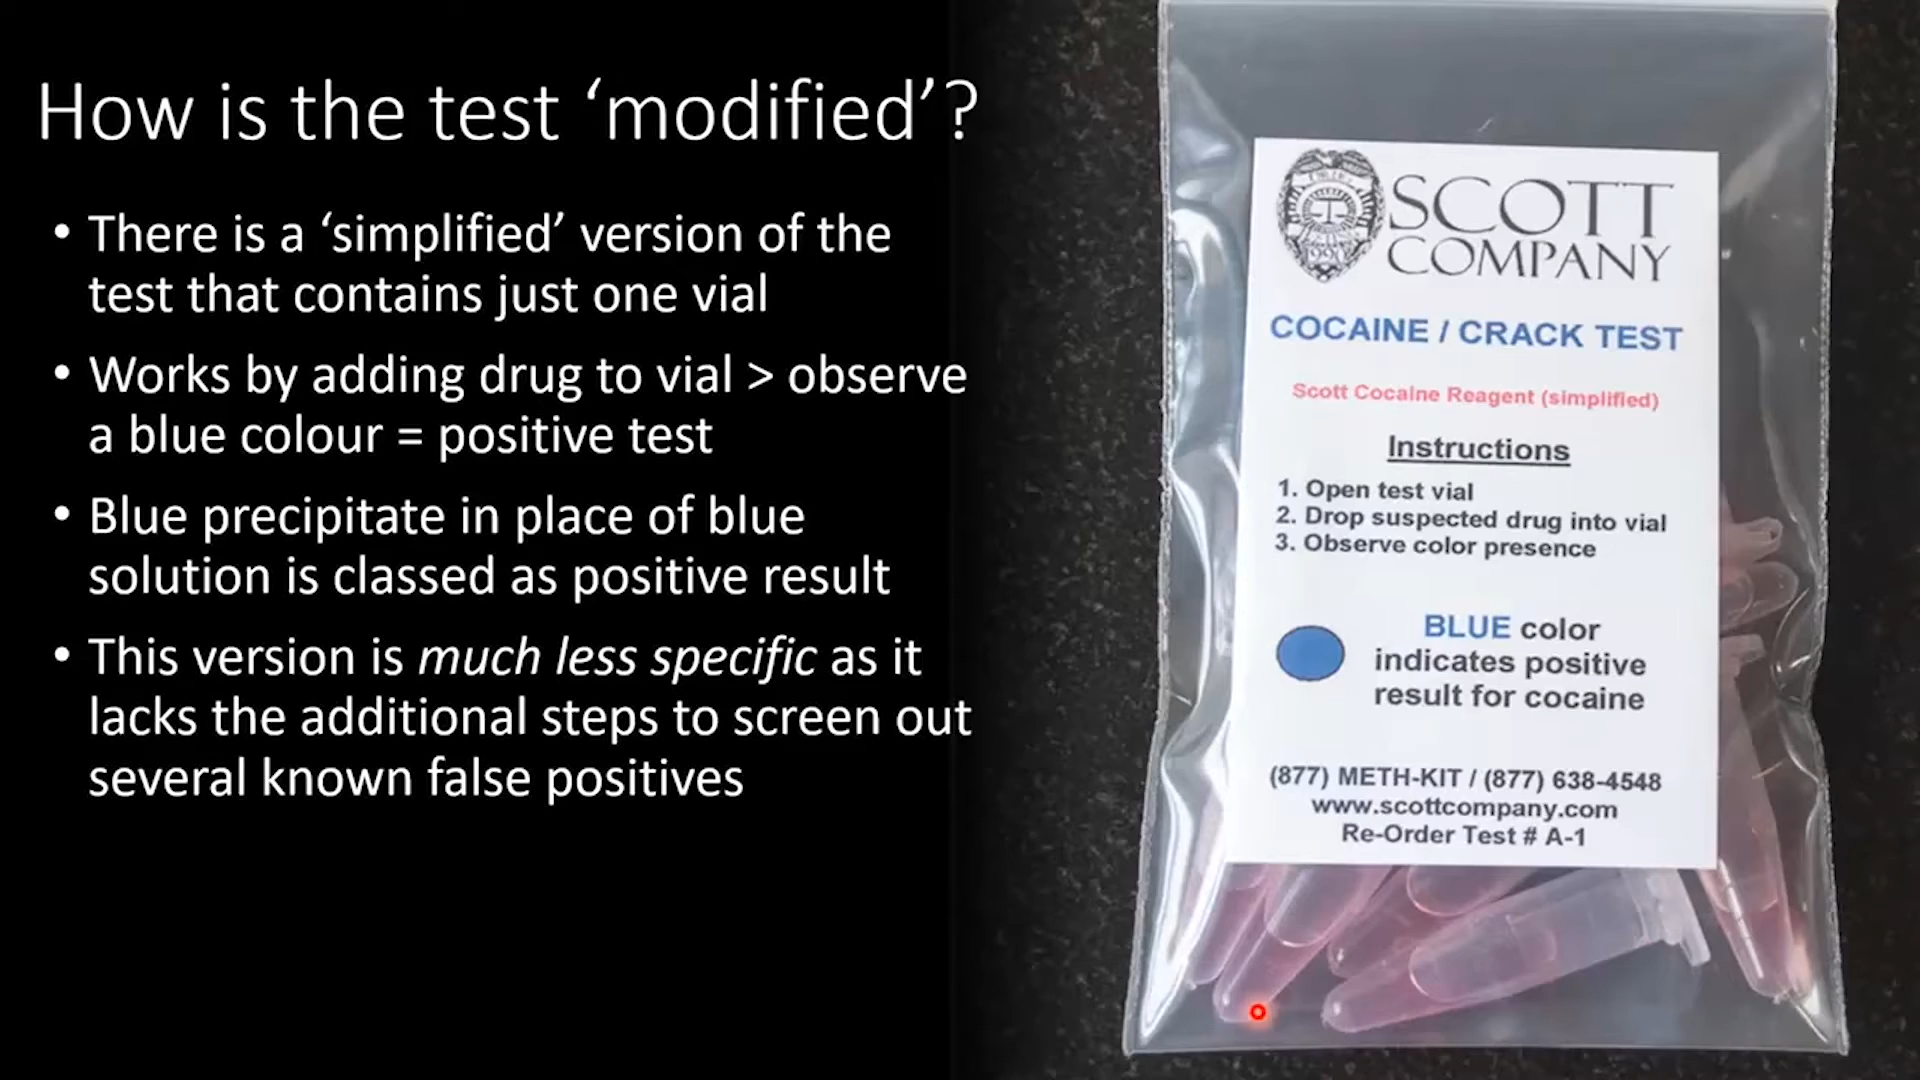 How is the test ‘modified’?
• There is a ‘simplified’ version of the
test that contains just one vial
• Works by adding drug to vial > observe
a blue colour = positive test
• Blue precipitate in place of blue
solution is classed as positive result
• This version is much less specific as it
lacks the additional steps to screen out
several known false positives
1990
SCOTT
COMPANY
COCAINE / CRACK TEST
Scott Cocaine Reagent (simplified)
Instructions
1. Open test vial
2. Drop suspected drug into vial
3. Observe color presence
BLUE color
indicates positive
result for cocaine
(877) METH-KIT / (877) 638-4548
www.scottcompany.com
Re-Order Test # A-1